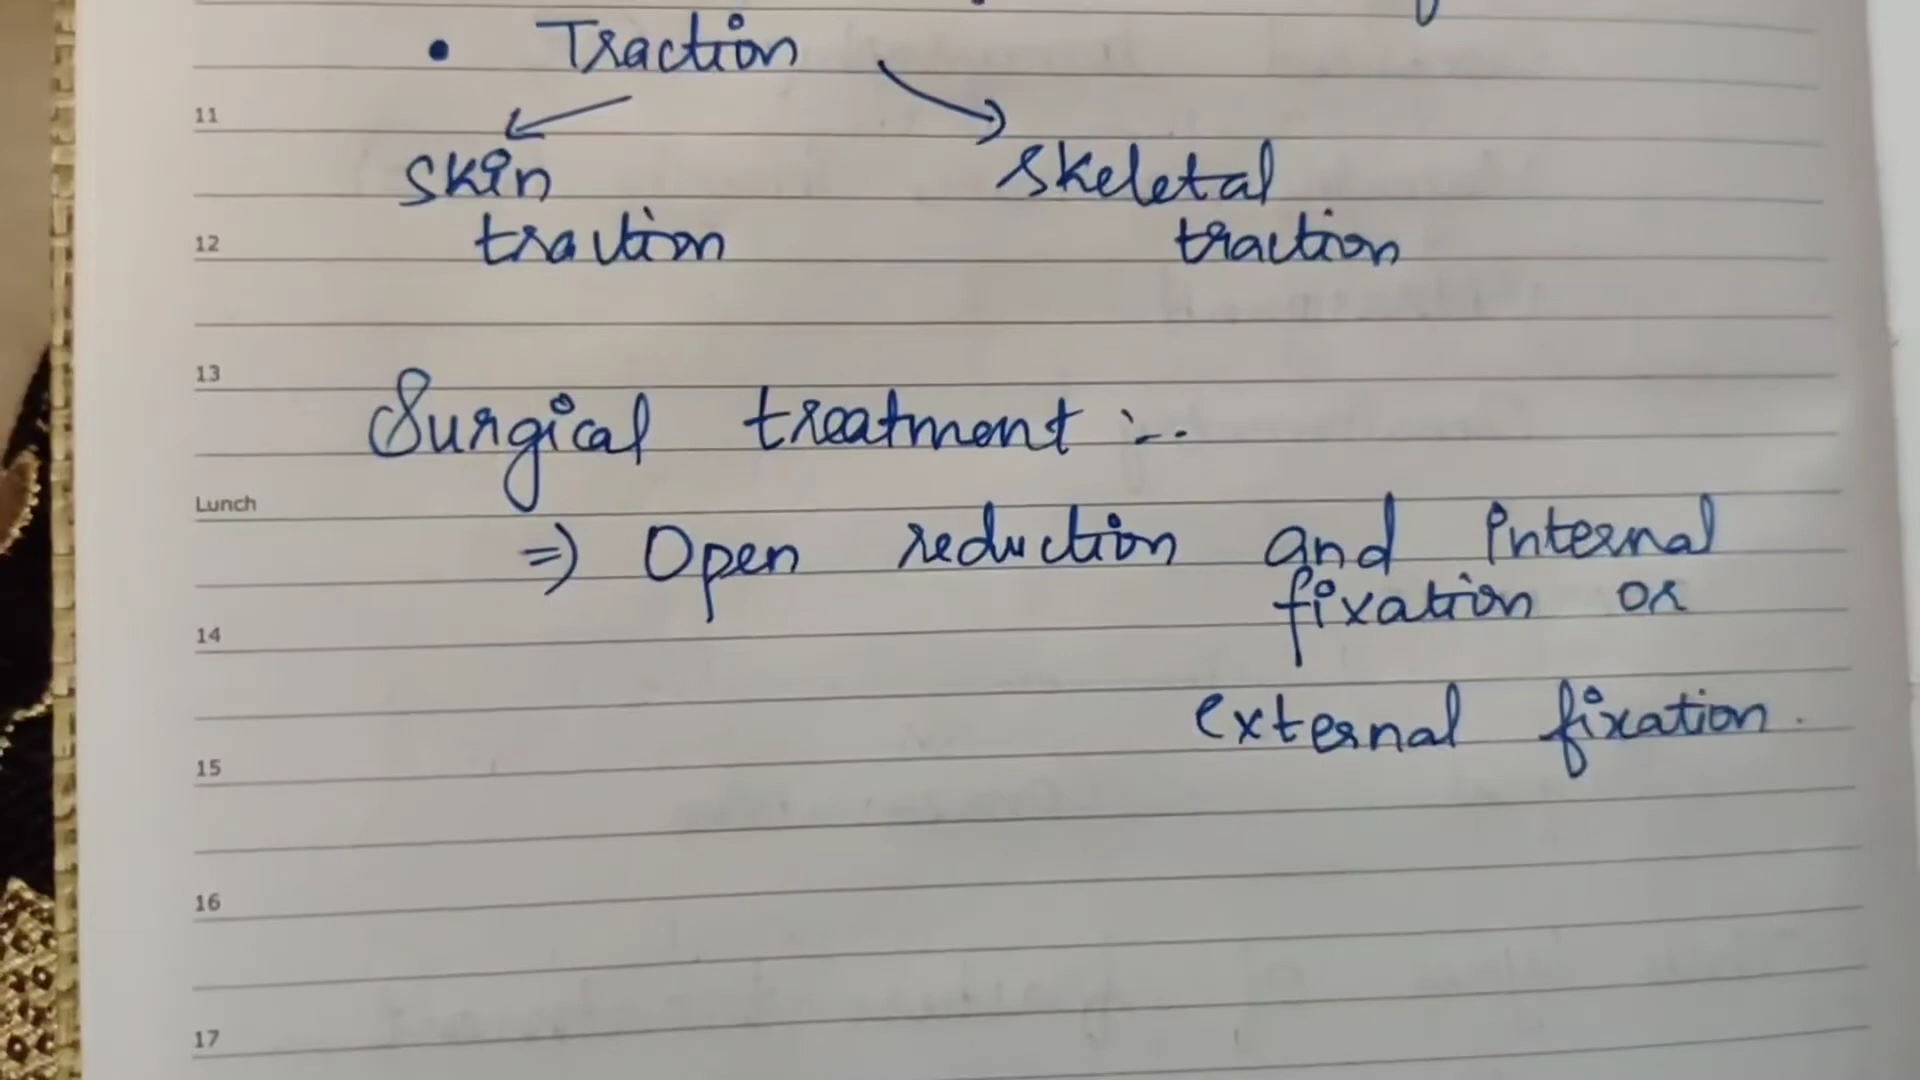 • Traction
11
Skin
Skeletal
12
traction
traction
13
Surgical treatment :-
Lunch
⇒ Open reduction and internal
fixation or
14
external fixation.
15
16
17